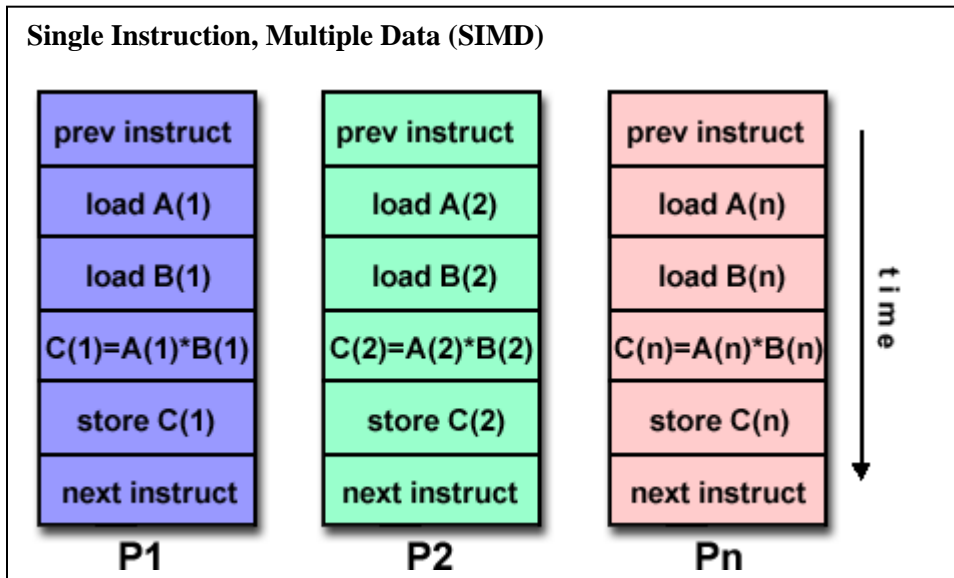 Single Instruction, Multiple Data (SIMD)
prev instruct
load A(1)
load B(1)
C(1)=A(1)*B(1)
store C(1)
next instruct
P1
prev instruct
load A(2)
load B(2)
C(2)=A(2)*B(2)
store C(2)
next instruct
P2
prev instruct
load A(n)
load B(n)
C(n)=A(n)*B(n)
store C(n)
next instruct
Pn
time